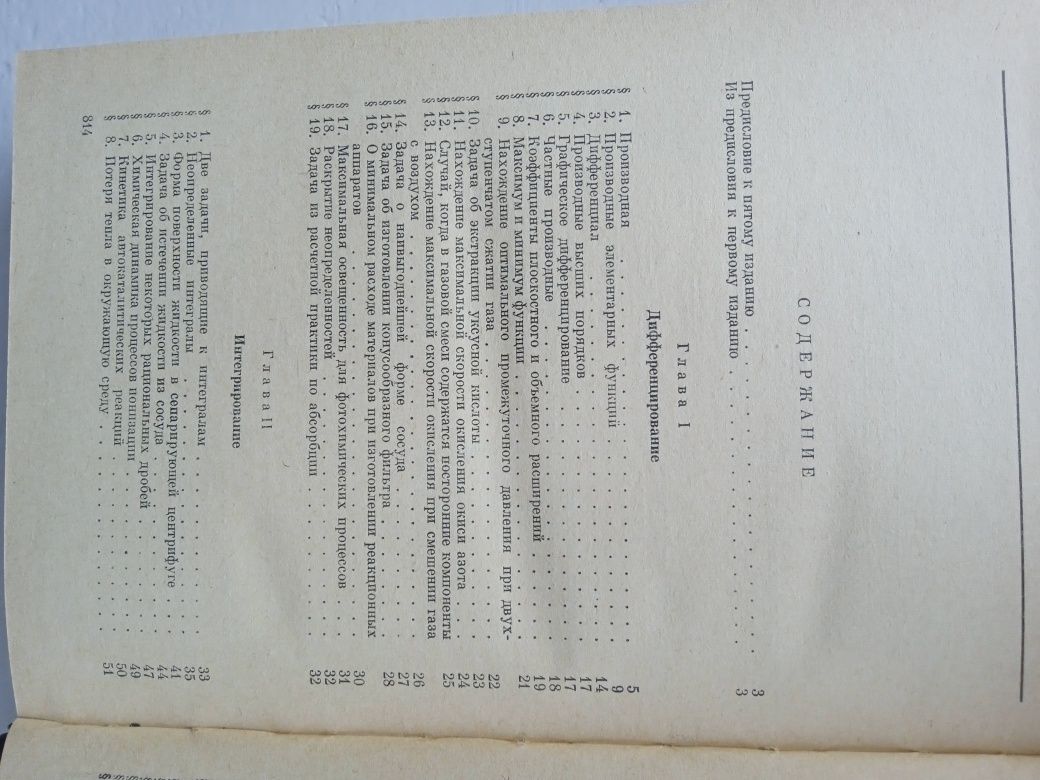 СОДЕРЖАНИЕ
Предисловие к пятому изданию . . . 3
Из предисловия к первому изданию . . . 3
Глава I
Дифференцирование
§ 1. Производная . . . 5
§ 2. Производные элементарных функций . . . 9
§ 3. Дифференциал . . . 14
§ 4. Производные высших порядков . . . 17
§ 5. Графическое дифференцирование . . . 17
§ 6. Частные производные . . . 18
§ 7. Коэффициенты плоскостного и объемного расширений . . . 19
§ 8. Максимум и минимум функции . . . 21
§ 9. Нахождение оптимального промежуточного давления при двух-
ступенчатом сжатии газа . . . 22
§ 10. Задача об экстракции уксусной кислоты . . . 23
§ 11. Нахождение максимальной скорости окисления окиси азота . . . 24
§ 12. Случай, когда в газовой смеси содержатся посторонние компоненты 25
§ 13. Нахождение максимальной скорости окисления при смешении газа
с воздухом . . . 26
§ 14. Задача о наивыгоднейшей форме сосуда . . . 27
§ 15. Задача об изготовлении конусообразного фильтра . . . 28
§ 16. О минимальном расходе материалов при изготовлении реакционных
аппаратов . . . 30
§ 17. Максимальная освещенность для фотохимических процессов . . . 31
§ 18. Раскрытие неопределенностей . . . 32
§ 19. Задача из расчетной практики по абсорбции . . . 32
Глава II
Интегрирование
§ 1. Две задачи, приводящие к интегралам . . . 33
§ 2. Неопределенные интегралы . . . 35
§ 3. Форма поверхности жидкости в сепарирующей центрифуге . . . 41
§ 4. Задача об истечении жидкости из сосуда . . . 44
§ 5. Интегрирование некоторых рациональных дробей . . . 47
§ 6. Химическая динамика процессов ионизации . . . 49
§ 7. Кинетика автокаталитических реакций . . . 50
§ 8. Потеря тепла в окружающую среду . . . 51
814